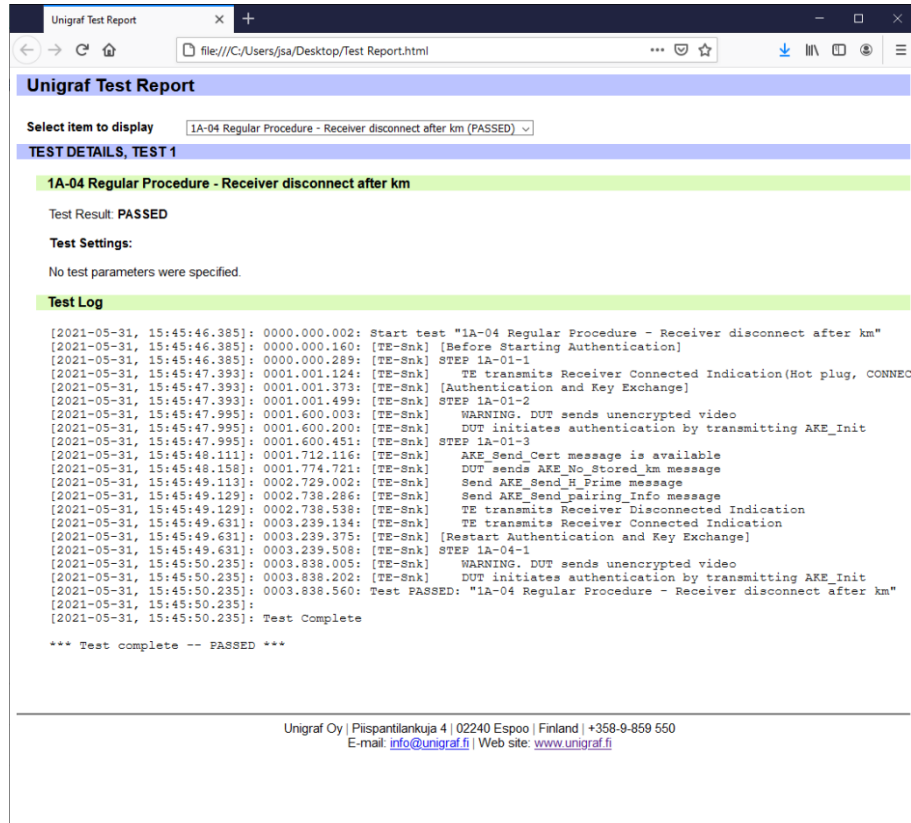 Unigraf Test Report
file:///C:/Users/jsa/Desktop/Test Report.html
Unigraf Test Report
Select item to display 1A-04 Regular Procedure - Receiver disconnect after km (PASSED)
TEST DETAILS, TEST 1
1A-04 Regular Procedure - Receiver disconnect after km
Test Result: PASSED
Test Settings:
No test parameters were specified.
Test Log
[2021-05-31, 15:45:46.385]: 0000.000.002: Start test "1A-04 Regular Procedure - Receiver disconnect after km"
[2021-05-31, 15:45:46.385]: 0000.000.160: [TE-Snk] [Before Starting Authentication]
[2021-05-31, 15:45:46.385]: 0000.000.289: [TE-Snk] STEP 1A-01-1
[2021-05-31, 15:45:47.393]: 0001.001.124: [TE-Snk] TE transmits Receiver Connected Indication(Hot plug, CONNEC
[2021-05-31, 15:45:47.393]: 0001.001.373: [TE-Snk] [Authentication and Key Exchange]
[2021-05-31, 15:45:47.393]: 0001.001.499: [TE-Snk] STEP 1A-01-2
[2021-05-31, 15:45:47.995]: 0001.600.003: [TE-Snk] WARNING. DUT sends unencrypted video
[2021-05-31, 15:45:47.995]: 0001.600.200: [TE-Snk] DUT initiates authentication by transmitting AKE_Init
[2021-05-31, 15:45:47.995]: 0001.600.451: [TE-Snk] STEP 1A-01-3
[2021-05-31, 15:45:48.111]: 0001.712.116: [TE-Snk] AKE_Send_Cert message is available
[2021-05-31, 15:45:48.158]: 0001.774.721: [TE-Snk] DUT sends AKE_No_Stored_km message
[2021-05-31, 15:45:49.113]: 0002.729.002: [TE-Snk] Send AKE_Send_H_Prime message
[2021-05-31, 15:45:49.129]: 0002.738.286: [TE-Snk] Send AKE_Send_pairing_Info message
[2021-05-31, 15:45:49.129]: 0002.738.538: [TE-Snk] TE transmits Receiver Disconnected Indication
[2021-05-31, 15:45:49.631]: 0003.239.134: [TE-Snk] TE transmits Receiver Connected Indication
[2021-05-31, 15:45:49.631]: 0003.239.375: [TE-Snk] [Restart Authentication and Key Exchange]
[2021-05-31, 15:45:49.631]: 0003.239.508: [TE-Snk] STEP 1A-04-1
[2021-05-31, 15:45:50.235]: 0003.838.005: [TE-Snk] WARNING. DUT sends unencrypted video
[2021-05-31, 15:45:50.235]: 0003.838.202: [TE-Snk] DUT initiates authentication by transmitting AKE_Init
[2021-05-31, 15:45:50.235]: 0003.838.560: Test PASSED: "1A-04 Regular Procedure - Receiver disconnect after km"
[2021-05-31, 15:45:50.235]:
[2021-05-31, 15:45:50.235]: Test Complete
*** Test complete -- PASSED ***
Unigraf Oy | Piispantilankuja 4 | 02240 Espoo | Finland | +358-9-859 550
E-mail: info@unigraf.fi | Web site: www.unigraf.fi